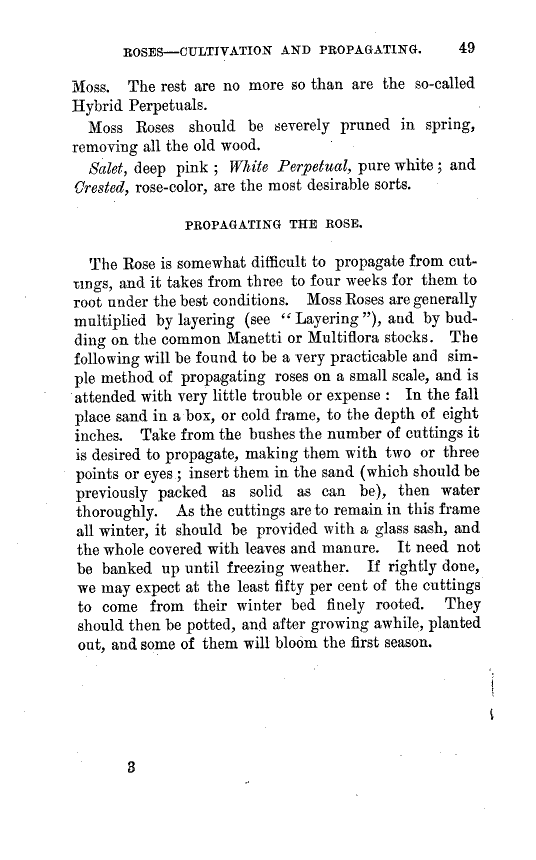 ROSES—CULTIVATION AND PROPAGATING. 49
Moss. The rest are no more so than are the so-called
Hybrid Perpetuals.
Moss Roses should be severely pruned in spring,
removing all the old wood.
Salet, deep pink ; White Perpetual, pure white ; and
Crested, rose-color, are the most desirable sorts.
PROPAGATING THE ROSE.
The Rose is somewhat difficult to propagate from cut-
tings, and it takes from three to four weeks for them to
root under the best conditions. Moss Roses are generally
multiplied by layering (see “Layering”), and by bud-
ding on the common Manetti or Multiflora stocks. The
following will be found to be a very practicable and sim-
ple method of propagating roses on a small scale, and is
attended with very little trouble or expense : In the fall
place sand in a box, or cold frame, to the depth of eight
inches. Take from the bushes the number of cuttings it
is desired to propagate, making them with two or three
points or eyes ; insert them in the sand (which should be
previously packed as solid as can be), then water
thoroughly. As the cuttings are to remain in this frame
all winter, it should be provided with a glass sash, and
the whole covered with leaves and manure. It need not
be banked up until freezing weather. If rightly done,
we may expect at the least fifty per cent of the cuttings
to come from their winter bed finely rooted. They
should then be potted, and after growing awhile, planted
out, and some of them will bloom the first season.
3